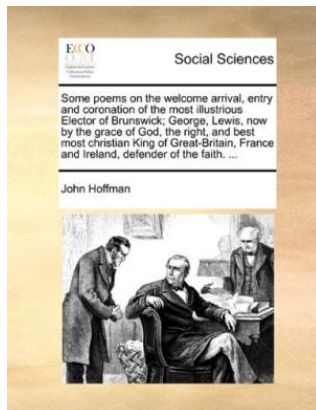 ECCO
Social Sciences
Some poems on the welcome arrival, entry
and coronation of the most illustrious
Elector of Brunswick; George, Lewis, now
by the grace of God, the right, and best
most christian King of Great-Britain, France
and Ireland, defender of the faith. ...
John Hoffman